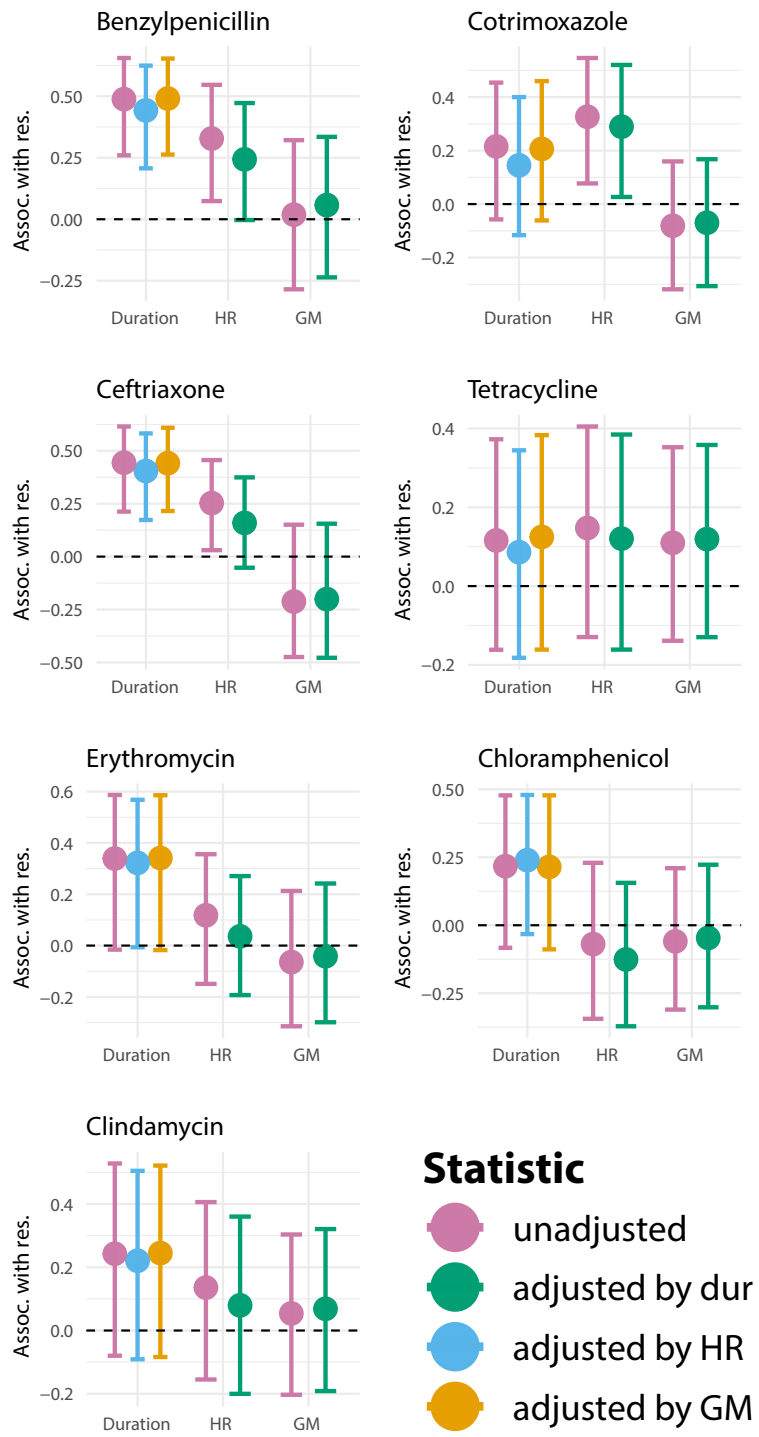 Benzylpenicillin
Assoc. with res.
0.50
0.25
0.00
−0.25
Duration HR GM
Cotrimoxazole
Assoc. with res.
0.4
0.2
0.0
−0.2
Duration HR GM
Ceftriaxone
Assoc. with res.
0.50
0.25
0.00
−0.25
−0.50
Duration HR GM
Tetracycline
Assoc. with res.
0.4
0.2
0.0
−0.2
Duration HR GM
Erythromycin
Assoc. with res.
0.6
0.4
0.2
0.0
−0.2
Duration HR GM
Chloramphenicol
Assoc. with res.
0.50
0.25
0.00
−0.25
Duration HR GM
Clindamycin
Assoc. with res.
0.4
0.2
0.0
−0.2
Duration HR GM
Statistic
unadjusted
adjusted by dur
adjusted by HR
adjusted by GM